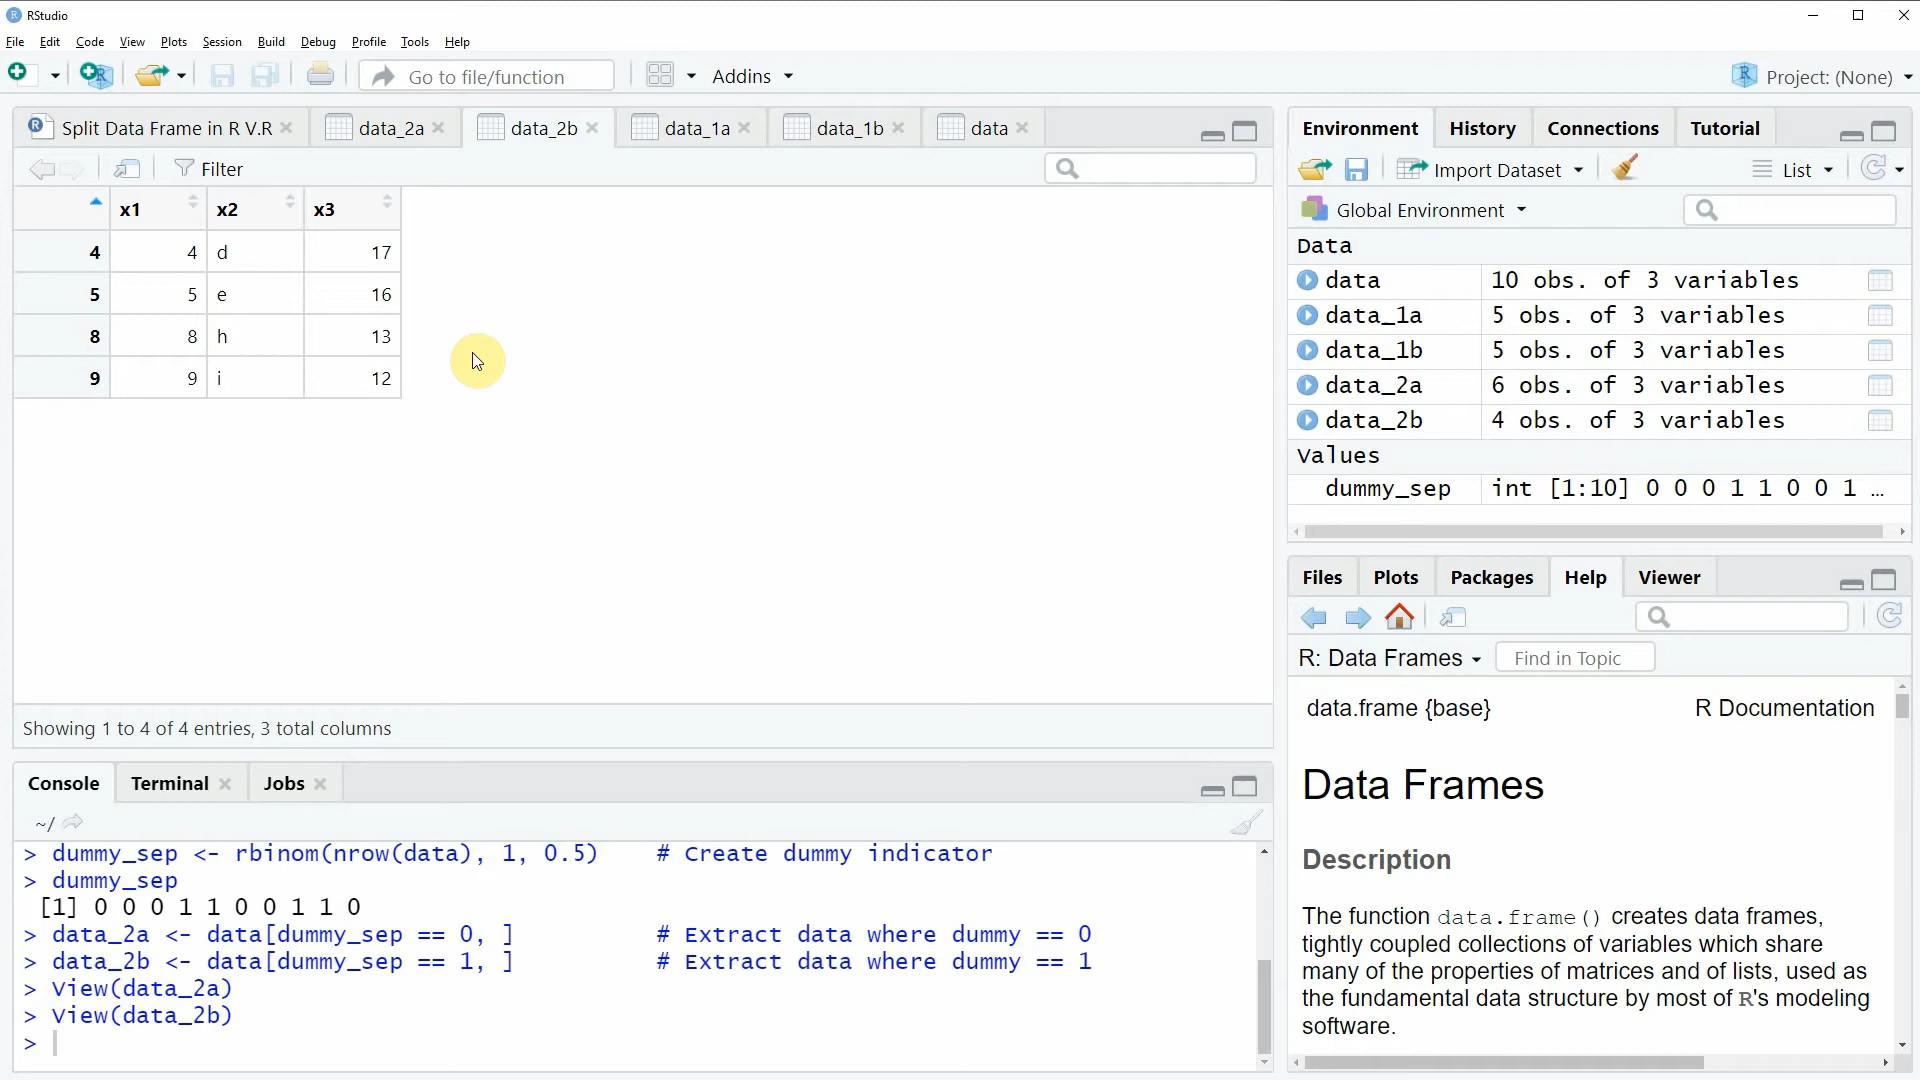 RStudio
File Edit Code View Plots Session Build Debug Profile Tools Help
Go to file/function Addins Project: (None)
Split Data Frame in R V.R data_2a data_2b data_1a data_1b data
Filter
x1 x2 x3
4 4 d 17
5 5 e 16
8 8 h 13
9 9 i 12
Showing 1 to 4 of 4 entries, 3 total columns
Console Terminal Jobs
~/
> dummy_sep <- rbinom(nrow(data), 1, 0.5) # Create dummy indicator
> dummy_sep
[1] 0 0 0 1 1 0 0 1 1 0
> data_2a <- data[dummy_sep == 0, ] # Extract data where dummy == 0
> data_2b <- data[dummy_sep == 1, ] # Extract data where dummy == 1
> View(data_2a)
> View(data_2b)
>
Environment History Connections Tutorial
Import Dataset List
Global Environment
Data
data 10 obs. of 3 variables
data_1a 5 obs. of 3 variables
data_1b 5 obs. of 3 variables
data_2a 6 obs. of 3 variables
data_2b 4 obs. of 3 variables
Values
dummy_sep int [1:10] 0 0 0 1 1 0 0 1 …
Files Plots Packages Help Viewer
R: Data Frames Find in Topic
data.frame {base} R Documentation
Data Frames
Description
The function data.frame() creates data frames,
tightly coupled collections of variables which share
many of the properties of matrices and of lists, used as
the fundamental data structure by most of R's modeling
software.